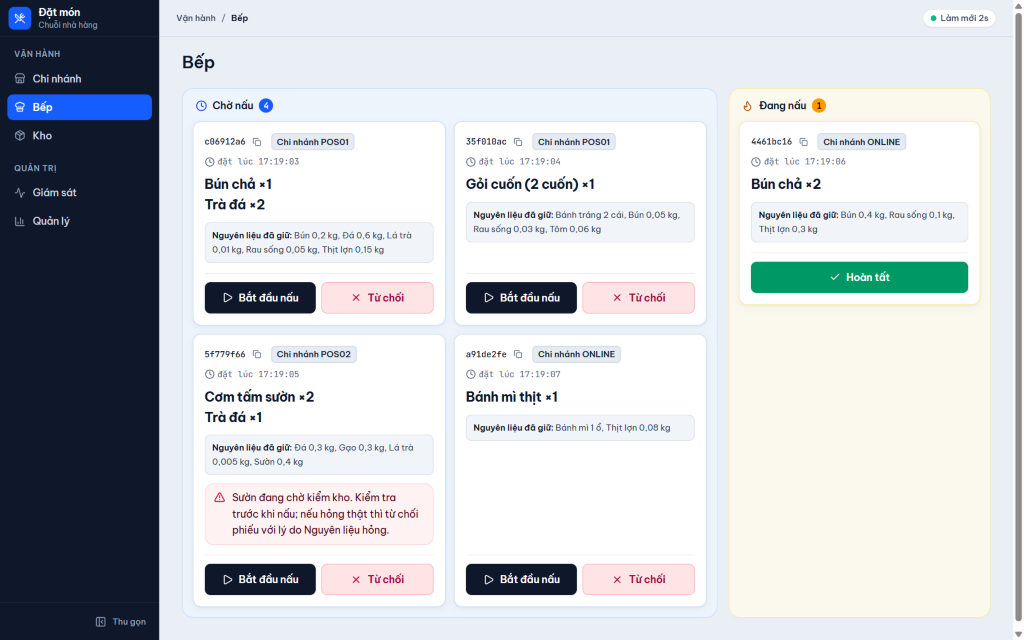 Đặt món
Chuỗi nhà hàng
VẬN HÀNH
Chi nhánh
Bếp
Kho
QUẢN TRỊ
Giám sát
Quản lý
Thu gọn
Vận hành / Bếp
Làm mới 2s
Bếp
Chờ nấu 4
c06912a6 Chi nhánh POS01
đặt lúc 17:19:03
Bún chả ×1
Trà đá ×2
Nguyên liệu đã giữ: Bún 0,2 kg, Đá 0,6 kg, Lá trà
0,01 kg, Rau sống 0,05 kg, Thịt lợn 0,15 kg
Bắt đầu nấu
Từ chối
35f010ac Chi nhánh POS01
đặt lúc 17:19:04
Gỏi cuốn (2 cuốn) ×1
Nguyên liệu đã giữ: Bánh tráng 2 cái, Bún 0,05 kg,
Rau sống 0,03 kg, Tôm 0,06 kg
Bắt đầu nấu
Từ chối
5f779f66 Chi nhánh POS02
đặt lúc 17:19:05
Cơm tấm sườn ×2
Trà đá ×1
Nguyên liệu đã giữ: Đá 0,3 kg, Gạo 0,3 kg, Lá trà
0,005 kg, Sườn 0,4 kg
Sườn đang chờ kiểm kho. Kiểm tra
trước khi nấu; nếu hỏng thật thì từ chối
phiếu với lý do Nguyên liệu hỏng.
Bắt đầu nấu
Từ chối
a91de2fe Chi nhánh ONLINE
đặt lúc 17:19:07
Bánh mì thịt ×1
Nguyên liệu đã giữ: Bánh mì 1 ổ, Thịt lợn 0,08 kg
Bắt đầu nấu
Từ chối
Đang nấu 1
4461bc16 Chi nhánh ONLINE
đặt lúc 17:19:06
Bún chả ×2
Nguyên liệu đã giữ: Bún 0,4 kg, Rau sống 0,1 kg,
Thịt lợn 0,3 kg
Hoàn tất